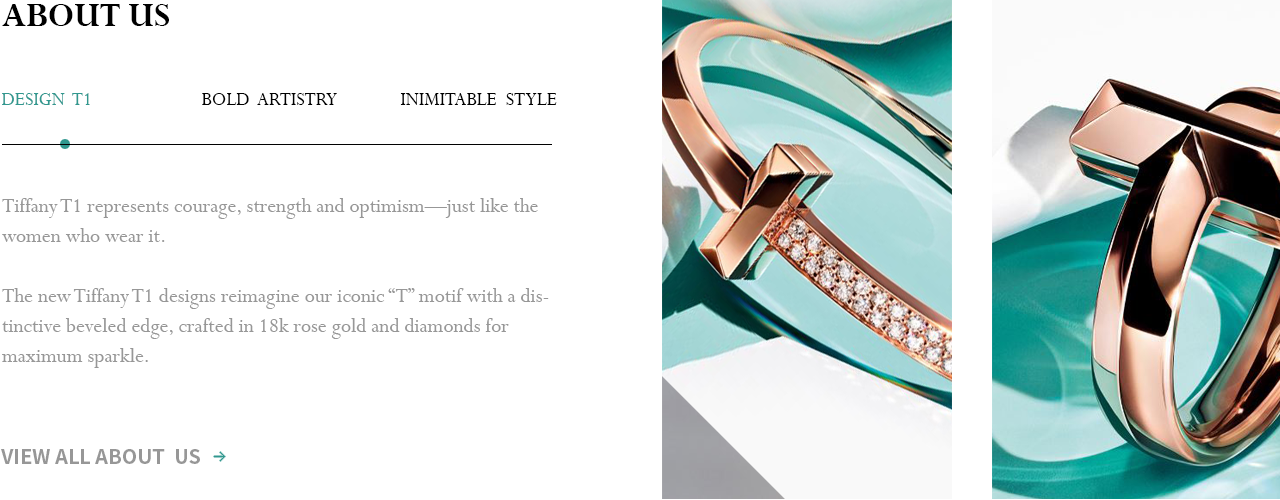 ABOUT US
DESIGN T1 BOLD ARTISTRY INIMITABLE STYLE
Tiffany T1 represents courage, strength and optimism—just like the
women who wear it.
The new Tiffany T1 designs reimagine our iconic “T” motif with a dis-
tinctive beveled edge, crafted in 18k rose gold and diamonds for
maximum sparkle.
VIEW ALL ABOUT US →